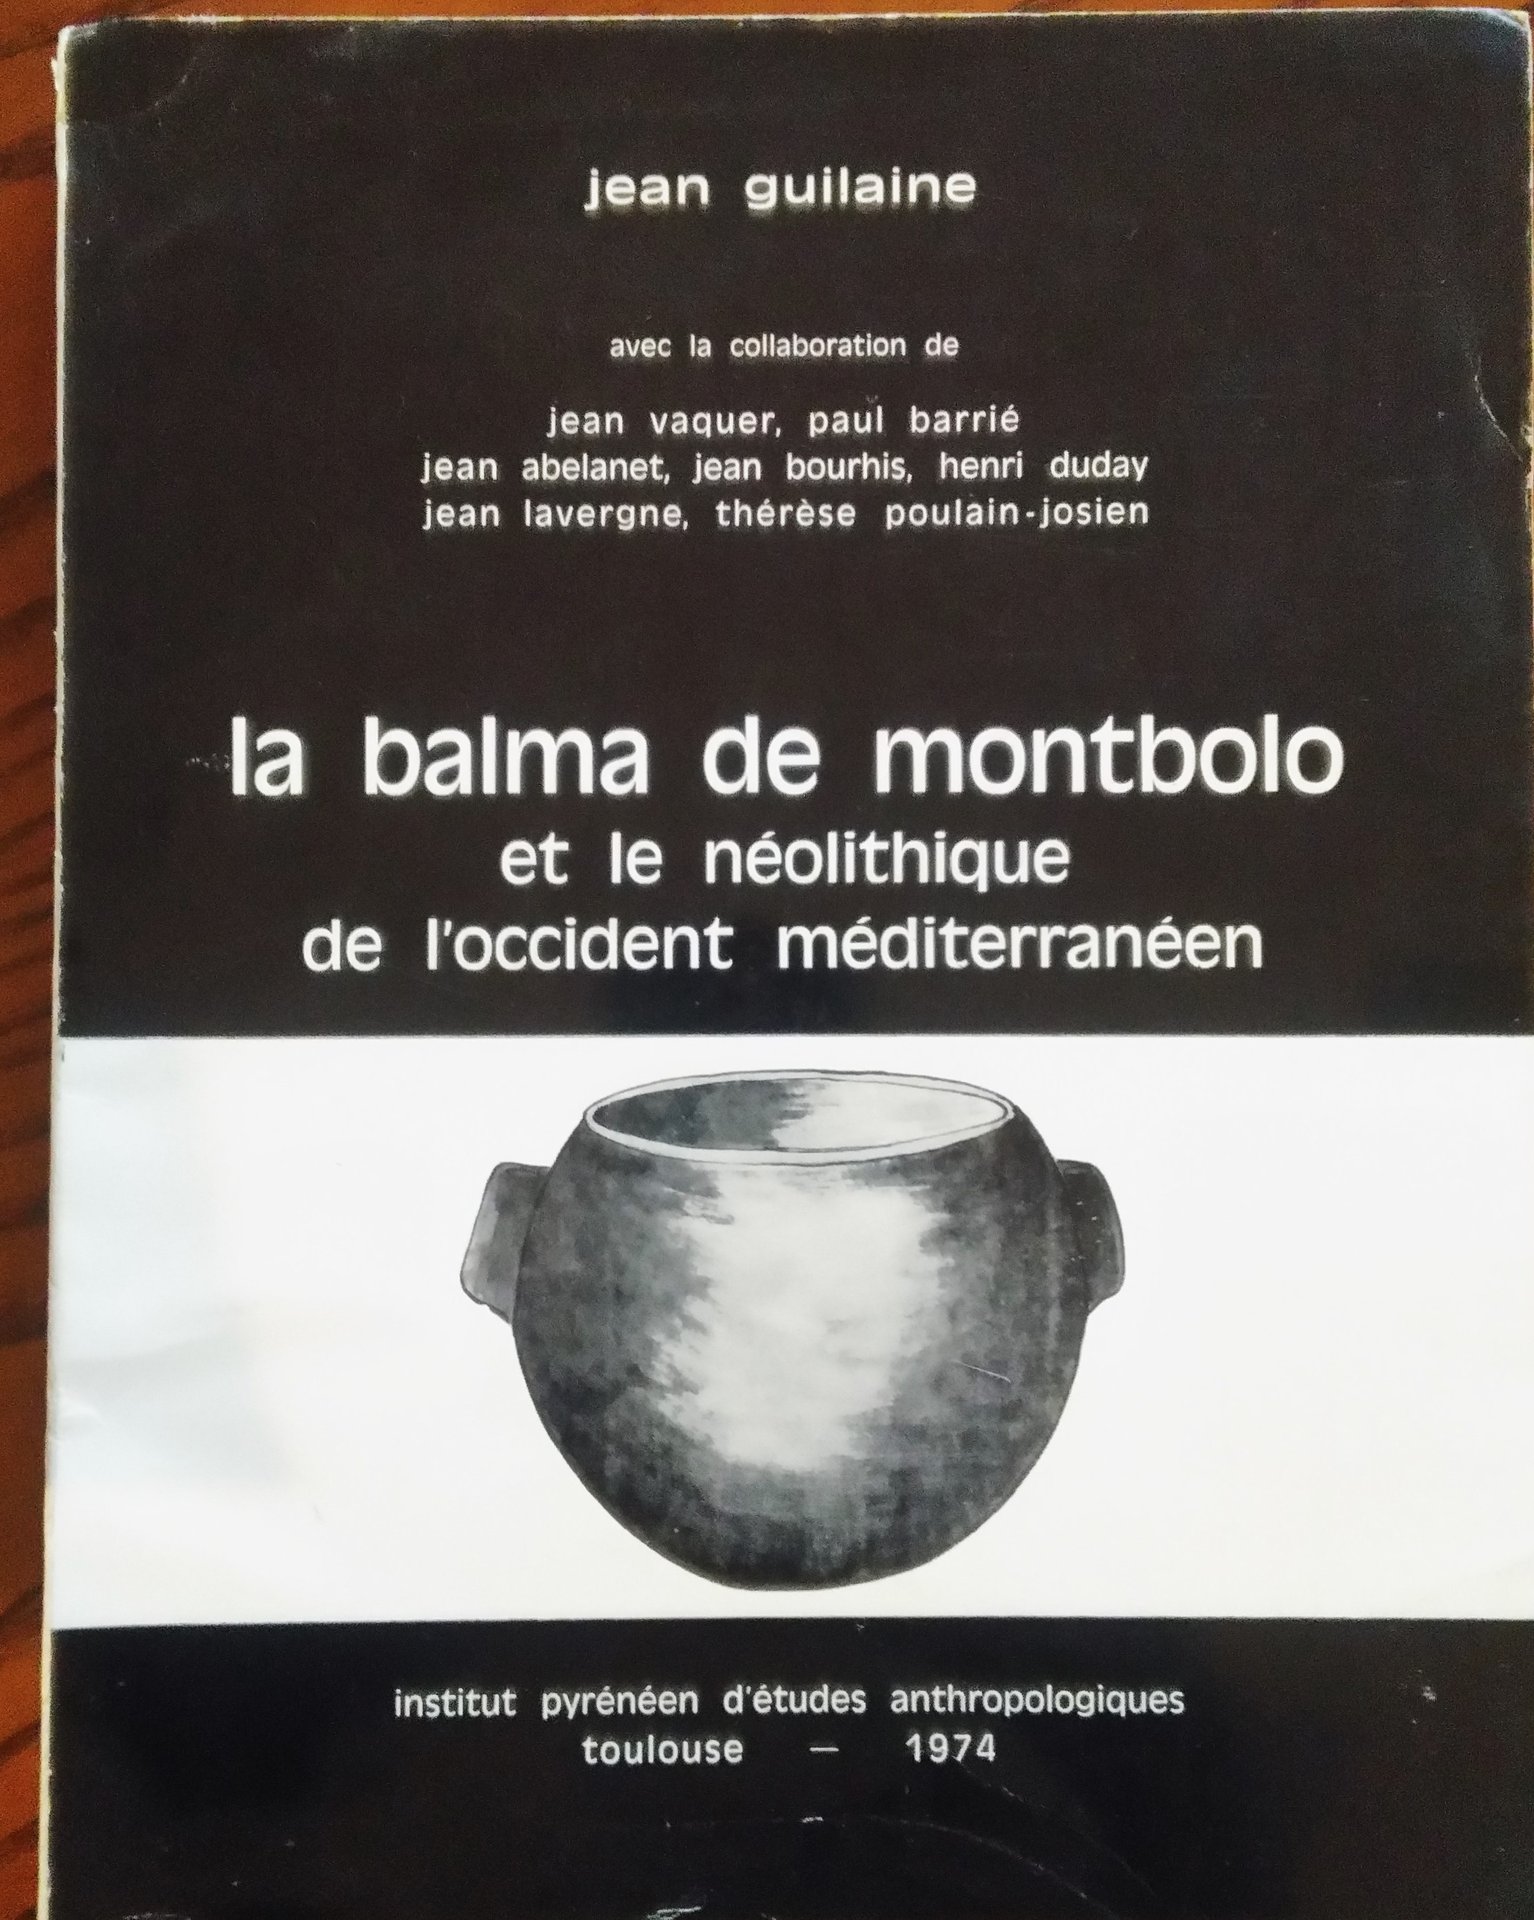 jean guilaine
avec la collaboration de
jean vaquer, paul barrié
jean abelanet, jean bourhis, henri duday
jean lavergne, thérèse poulain-josien
la balma de montbolo
et le néolithique
de l'occident méditerranéen
institut pyrénéen d'études anthropologiques
toulouse — 1974